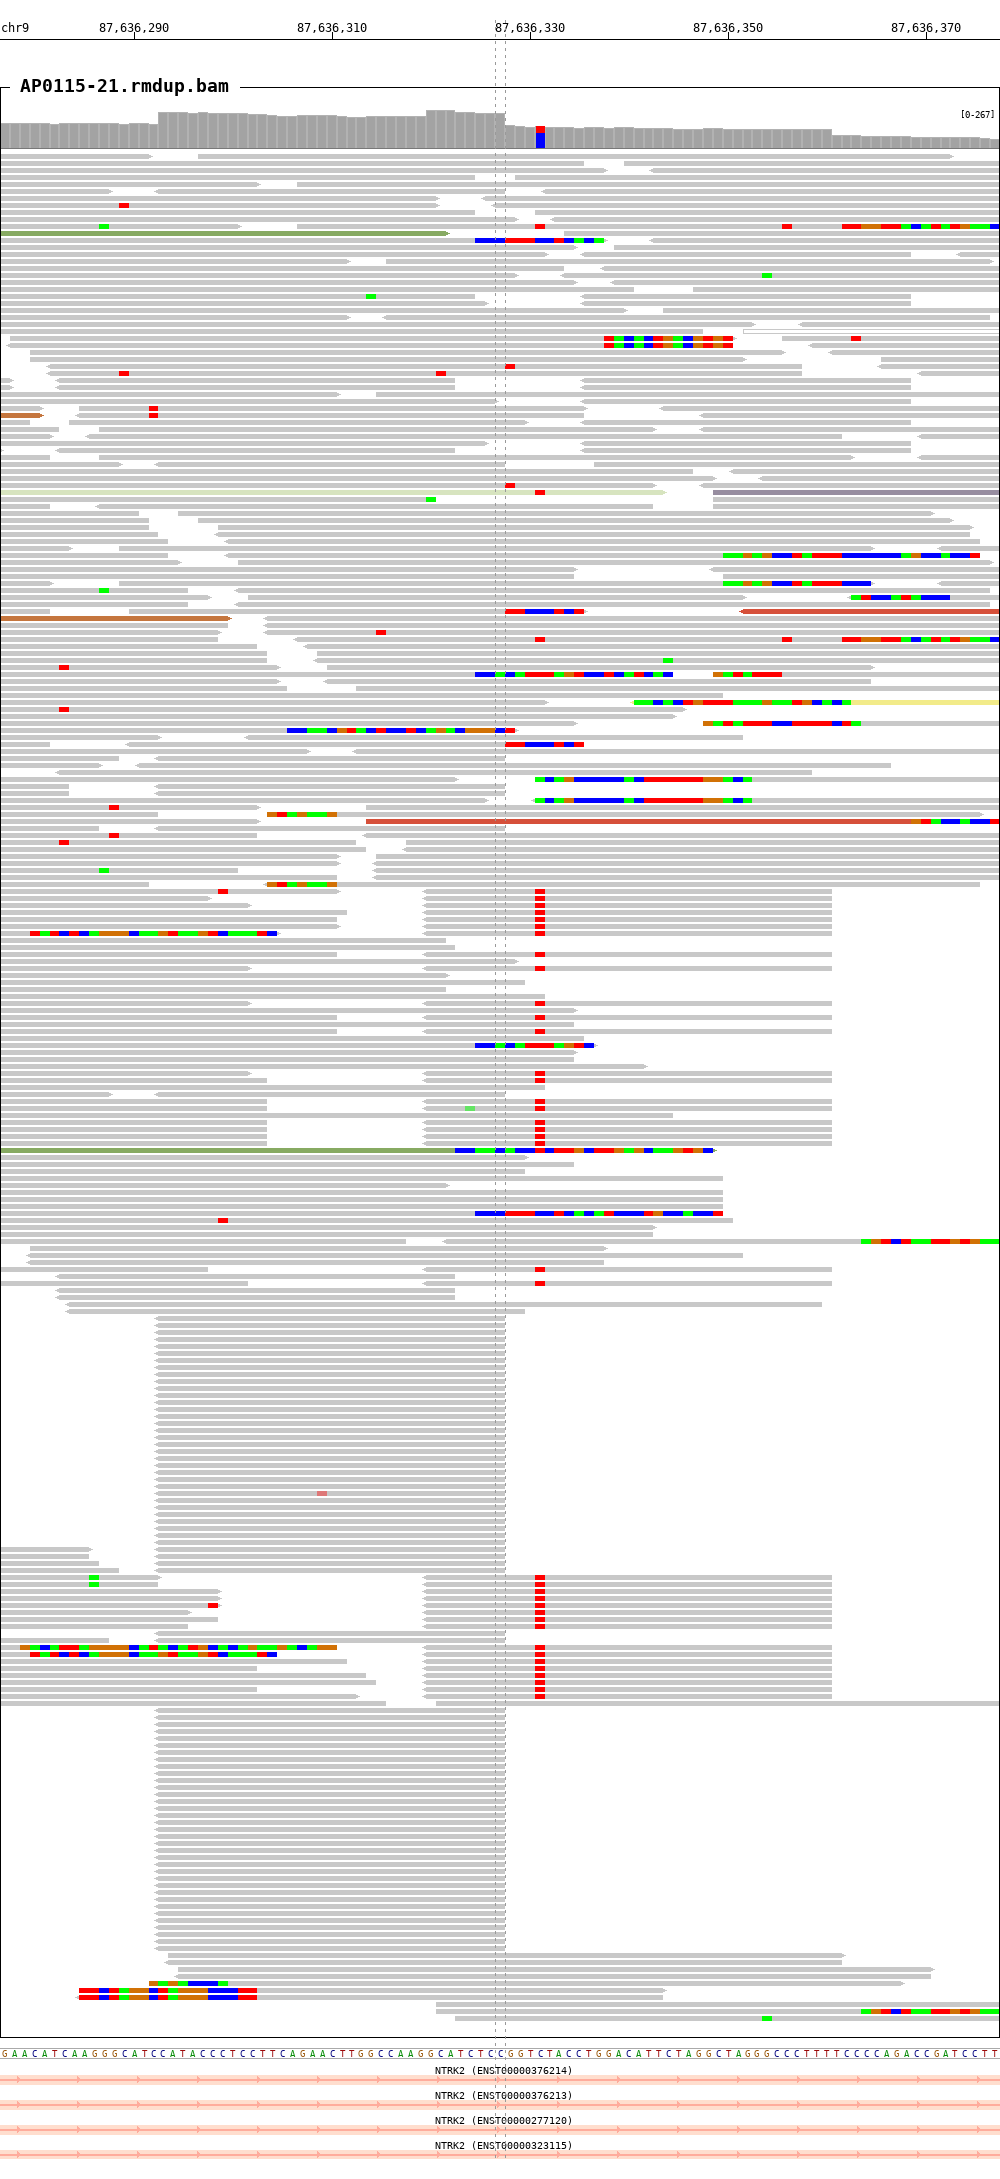 chr9 87,636,290 87,636,310 87,636,330 87,636,350 87,636,370
AP0115-21.rmdup.bam
[0-267]
GAACATCAAGGGCATCCATACCCTCCTTCAGAACTTGGCCAAGGCATCTCCGGTCTACCTGGACATTCTAGGCTAGGGCCCTTTTCCCCAGACCGATCCTT
NTRK2 (ENST00000376214)
NTRK2 (ENST00000376213)
NTRK2 (ENST00000277120)
NTRK2 (ENST00000323115)